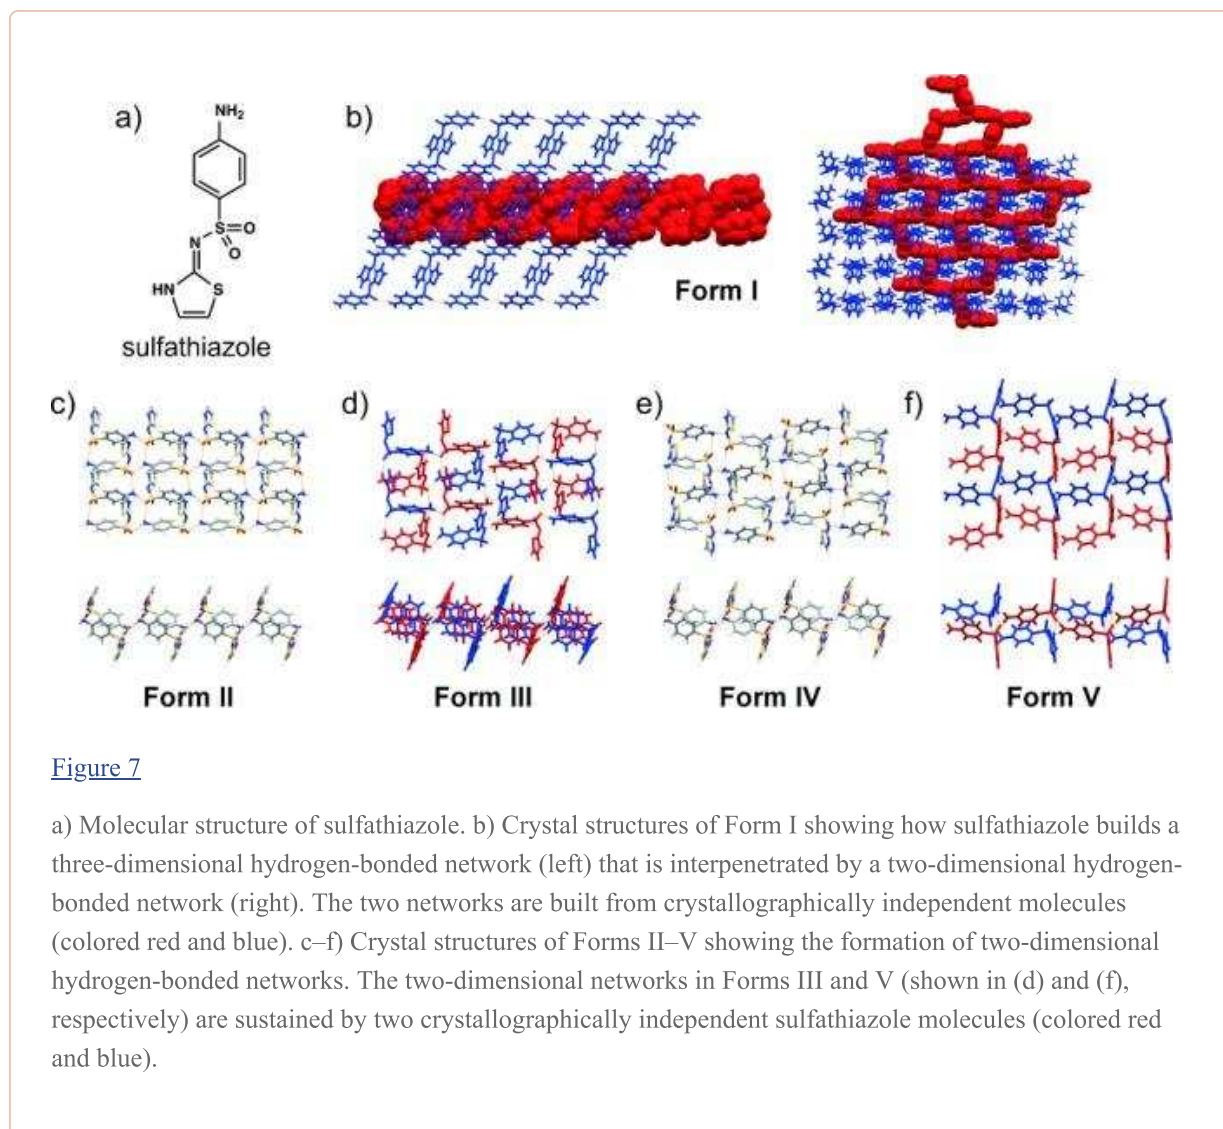 a)
NH2
S=O
N
O
HN
S
sulfathiazole
b)
Form I
c)
d)
e)
f)
Form II
Form III
Form IV
Form V
Figure 7
a) Molecular structure of sulfathiazole. b) Crystal structures of Form I showing how sulfathiazole builds a
three-dimensional hydrogen-bonded network (left) that is interpenetrated by a two-dimensional hydrogen-
bonded network (right). The two networks are built from crystallographically independent molecules
(colored red and blue). c–f) Crystal structures of Forms II–V showing the formation of two-dimensional
hydrogen-bonded networks. The two-dimensional networks in Forms III and V (shown in (d) and (f),
respectively) are sustained by two crystallographically independent sulfathiazole molecules (colored red
and blue).